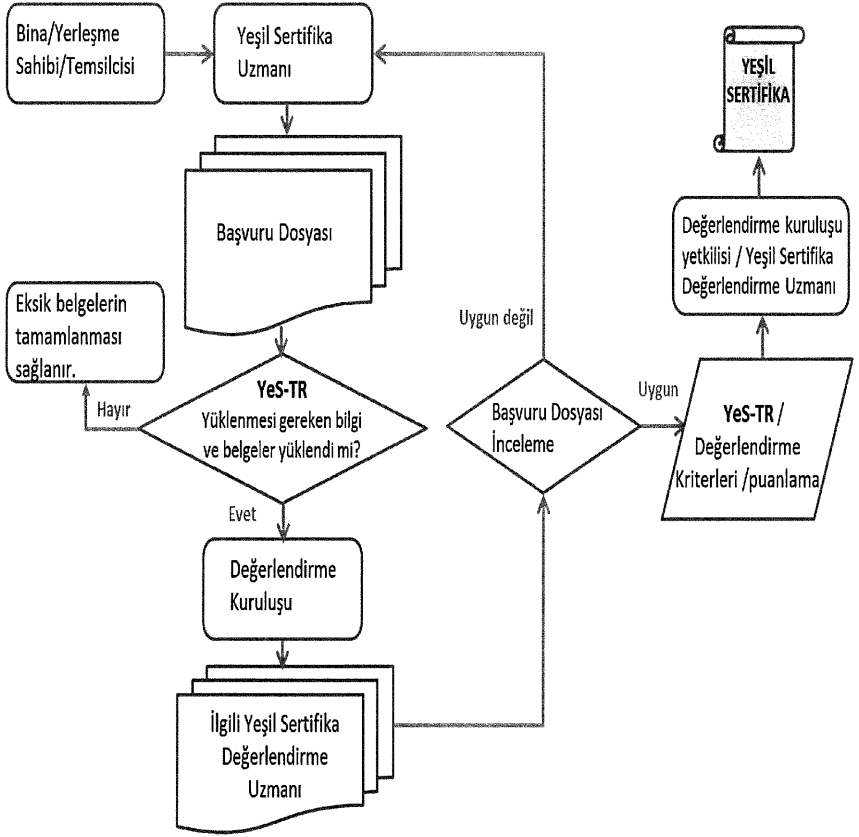 Bina/Yerleşme
Sahibi/Temsilcisi
Yeşil Sertifika
Uzmanı
Başvuru Dosyası
Eksik belgelerin
tamamlanması
sağlanır.
Hayır
YeS-TR
Yüklenmesi gereken bilgi
ve belgeler yüklendi mi?
Evet
Değerlendirme
Kuruluşu
İlgili Yeşil Sertifika
Değerlendirme
Uzmanı
Başvuru Dosyası
İnceleme
Uygun değil
Uygun
YeS-TR /
Değerlendirme
Kriterleri /puanlama
Değerlendirme kuruluşu
yetkilisi / Yeşil Sertifika
Değerlendirme Uzmanı
YEŞİL
SERTİFİKA